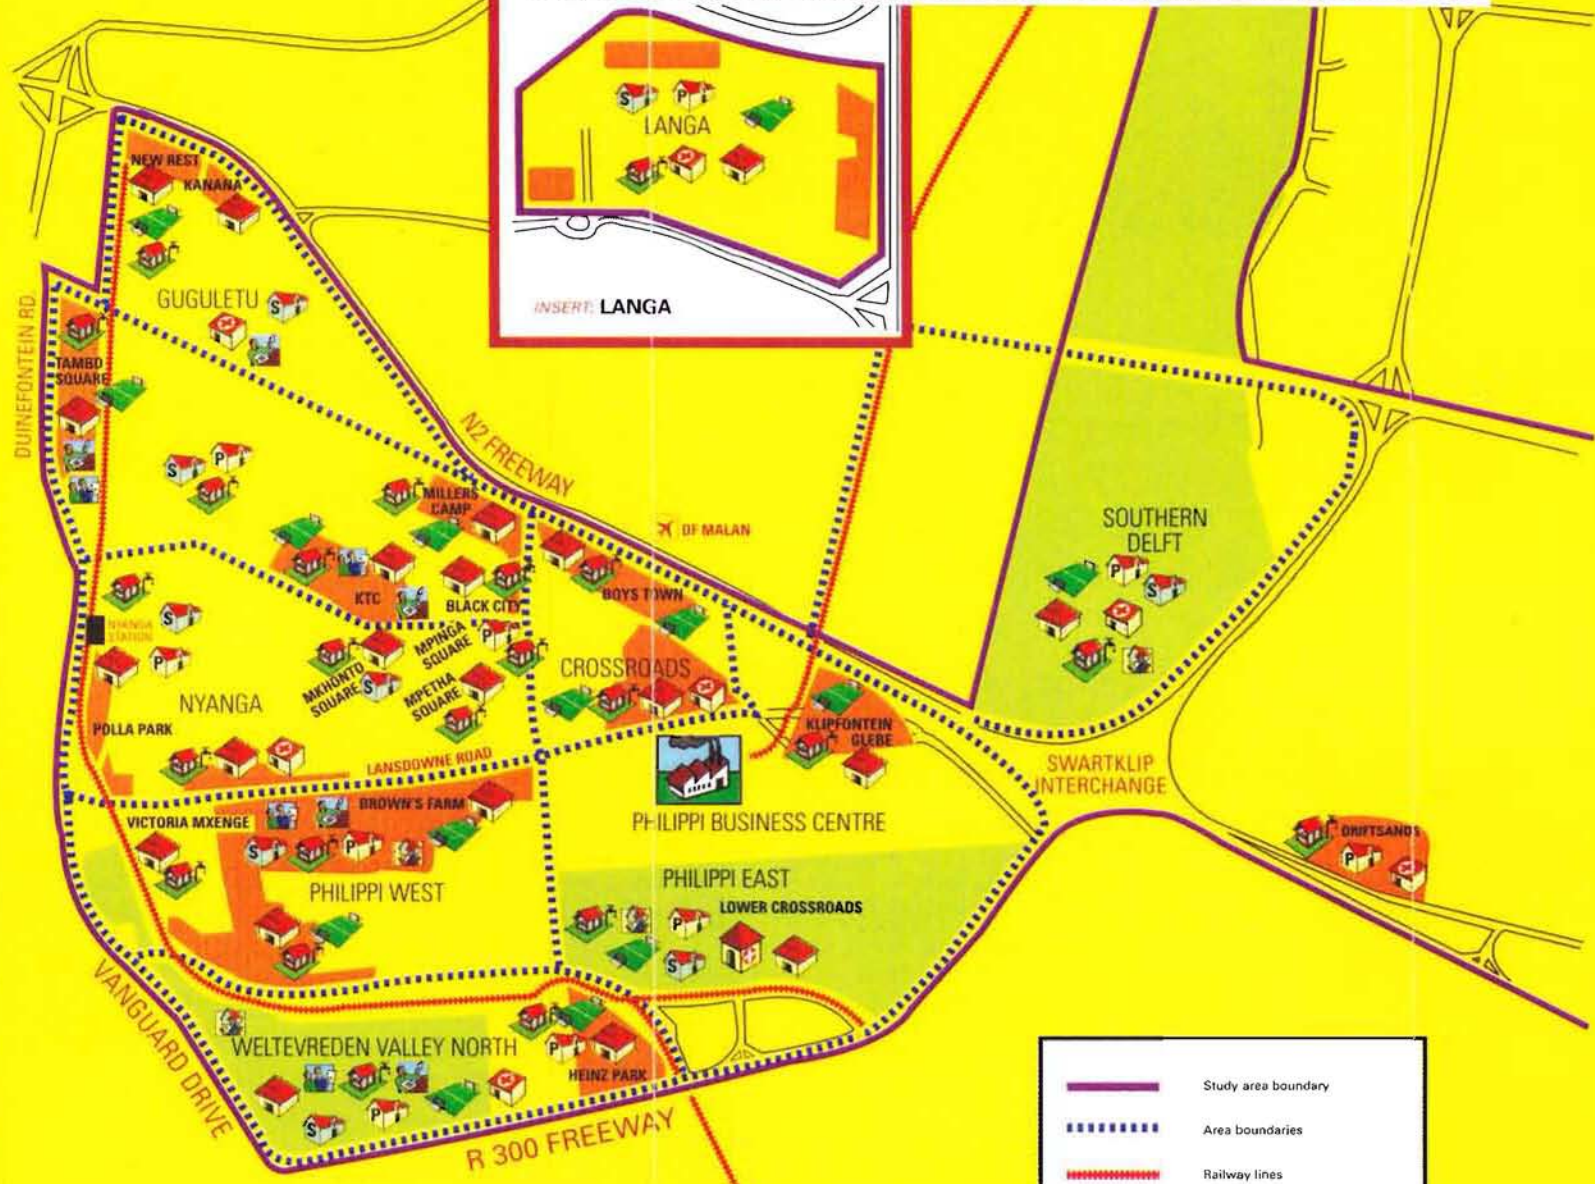 NEW REST
KANANA
GUGULETU
S
DUINEFONTEIN RD.
TAMBO
SQUARE
S
P
LANGA
INSERT: LANGA
N2 FREEWAY
MILLERS
CAMP
DF MALAN
KTC
BLACK CITY
BOYS TOWN
SOUTHERN
DELFT
P
S
S
NYANGA
STATION
P
S
P
MPINGA
SQUARE
P
MKHONTO
SQUARE
S
MPETHA
SQUARE
CROSSROADS
NYANGA
POLLA PARK
KLIPFONTEIN
GLEBE
LANSDOWNE ROAD
SWARTKLIP
INTERCHANGE
BROWN'S FARM
VICTORIA MXENGE
S
P
PHILIPPI BUSINESS CENTRE
DRIFTSANDS
P
PHILIPPI WEST
PHILIPPI EAST
LOWER CROSSROADS
P
S
VANGUARD DRIVE
WELTEVREDEN VALLEY NORTH
P
HEINZ PARK
P
S
R 300 FREEWAY
Study area boundary
Area boundaries
Railway lines